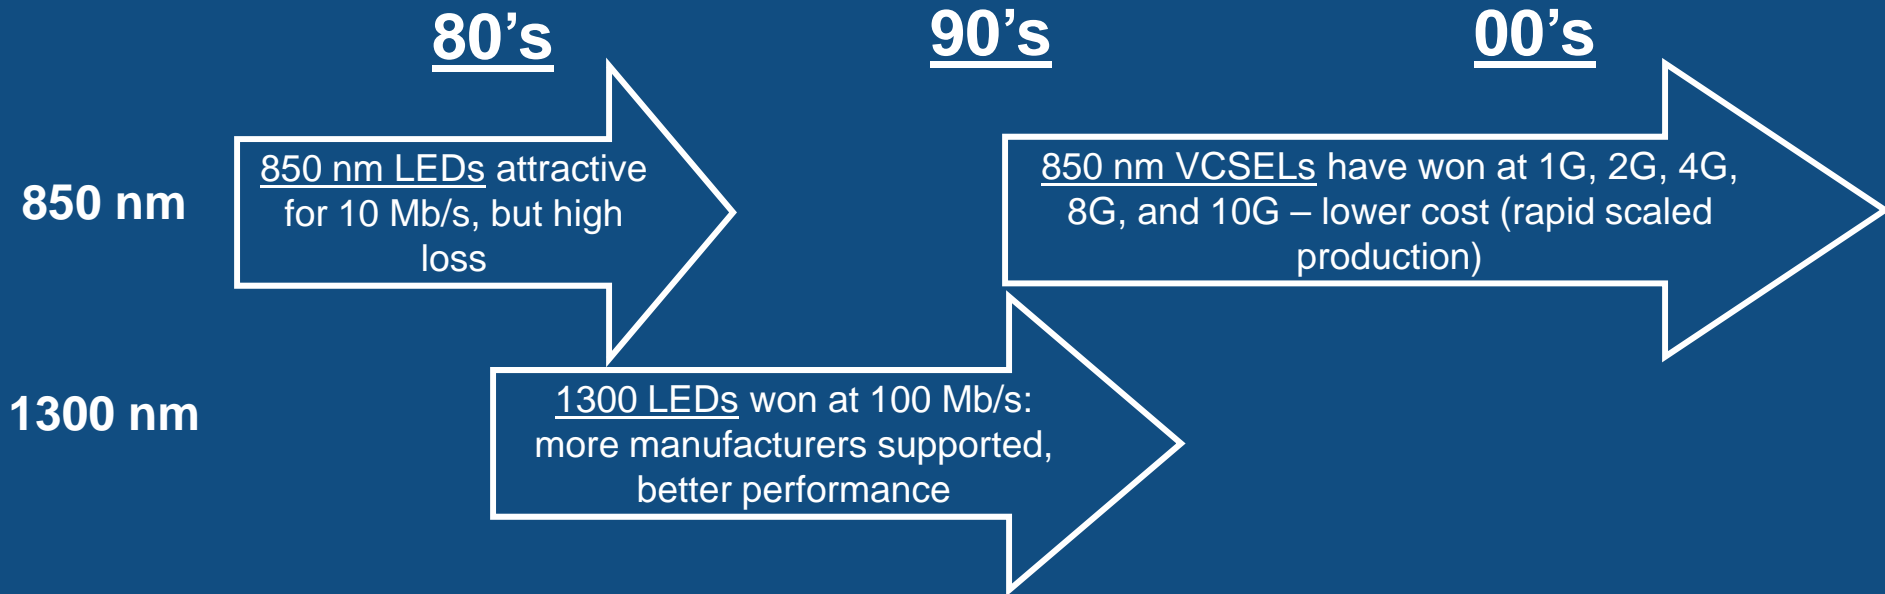 80’s
90’s
00’s
850 nm
850 nm LEDs attractive
for 10 Mb/s, but high
loss
850 nm VCSELs have won at 1G, 2G, 4G,
8G, and 10G – lower cost (rapid scaled
production)
1300 nm
1300 LEDs won at 100 Mb/s:
more manufacturers supported,
better performance